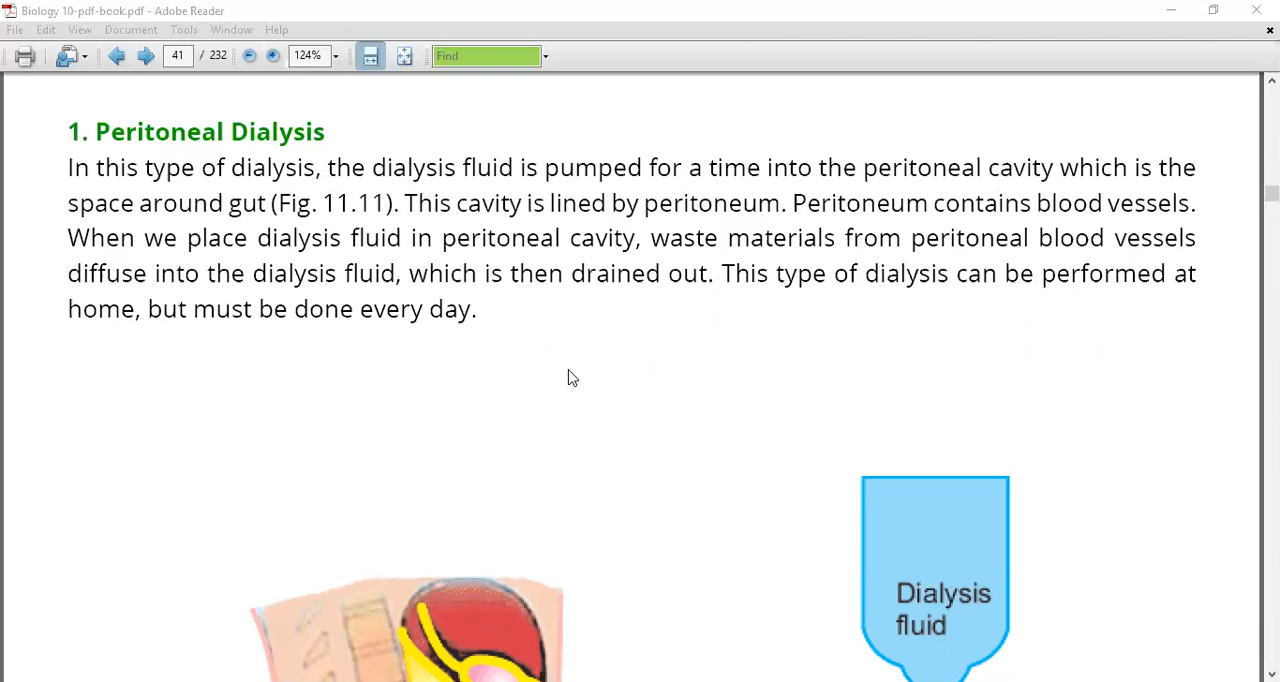 Biology 10-pdf-book.pdf - Adobe Reader
File Edit View Document Tools Window Help
41 / 232 124% Find
1. Peritoneal Dialysis
In this type of dialysis, the dialysis fluid is pumped for a time into the peritoneal cavity which is the
space around gut (Fig. 11.11). This cavity is lined by peritoneum. Peritoneum contains blood vessels.
When we place dialysis fluid in peritoneal cavity, waste materials from peritoneal blood vessels
diffuse into the dialysis fluid, which is then drained out. This type of dialysis can be performed at
home, but must be done every day.
Dialysis
fluid